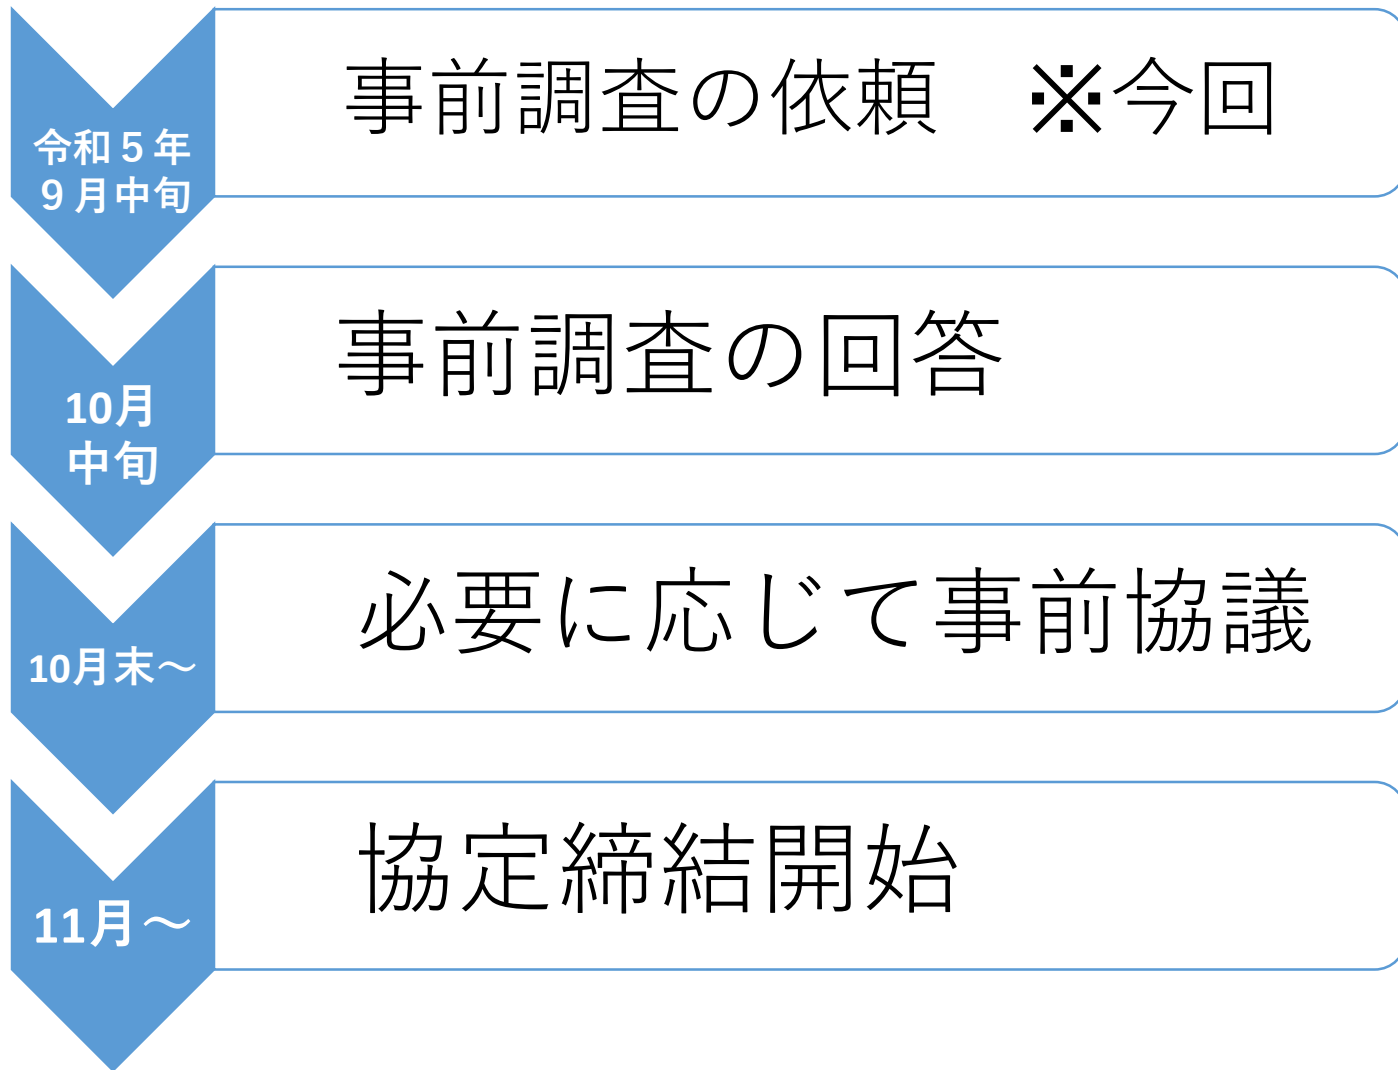 令和５年
９月中旬
事前調査の依頼　※今回
10月
中旬
事前調査の回答
10月末～
必要に応じて事前協議
11月～
協定締結開始